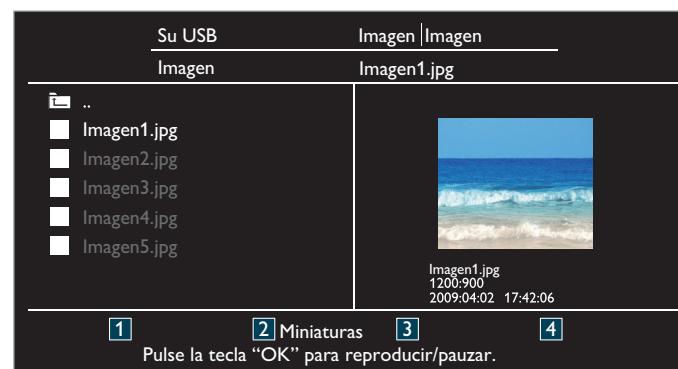 Su USB Imagen | Imagen
Imagen Imagen1.jpg
..
Imagen1.jpg
Imagen2.jpg
Imagen3.jpg
Imagen4.jpg
Imagen5.jpg
Imagen1.jpg
1200:900
2009:04:02 17:42:06
1 2 Miniaturas 3 4
Pulse la tecla “OK” para reproducir/pauzar.